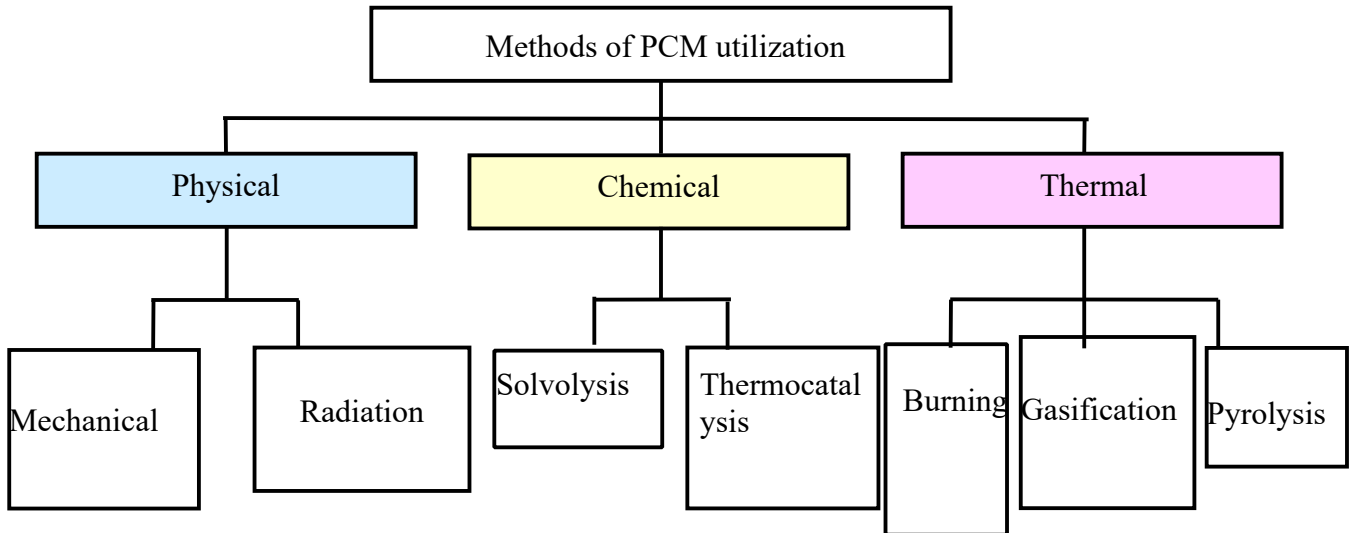 Methods of PCM utilization
Physical
Chemical
Thermal
Mechanical
Radiation
Solvolysis
Thermocatal
ysis
Burning
Gasification
Pyrolysis